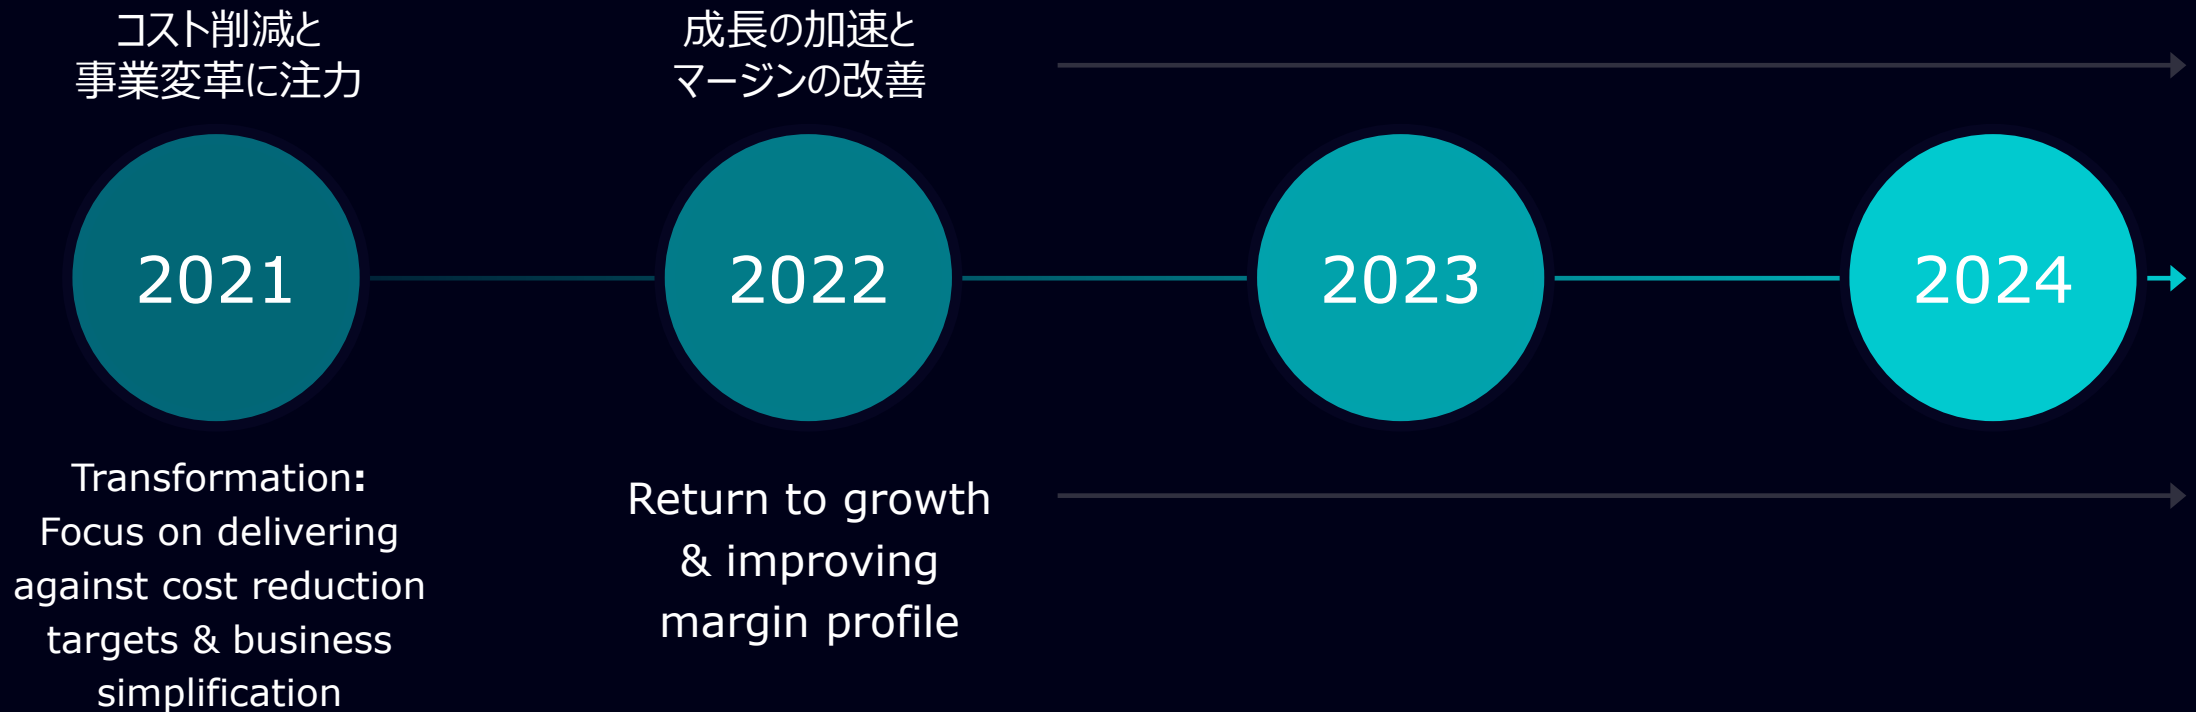 コスト削減と
事業変革に注力
成長の加速と
マージンの改善
2021
2022
2023
2024
Transformation:
Focus on delivering
against cost reduction
targets & business
simplification
Return to growth
& improving
margin profile